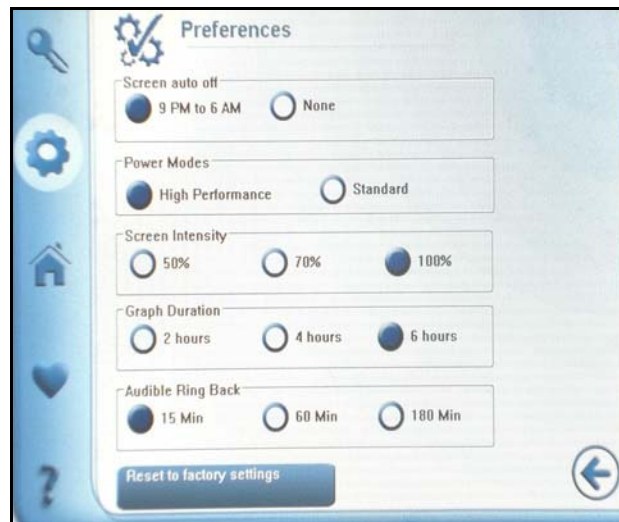 Preferences
Screen auto off
9 PM to 6 AM None
Power Modes
High Performance Standard
Screen Intensity
50% 70% 100%
Graph Duration
2 hours 4 hours 6 hours
Audible Ring Back
15 Min 60 Min 180 Min
Reset to factory settings
?